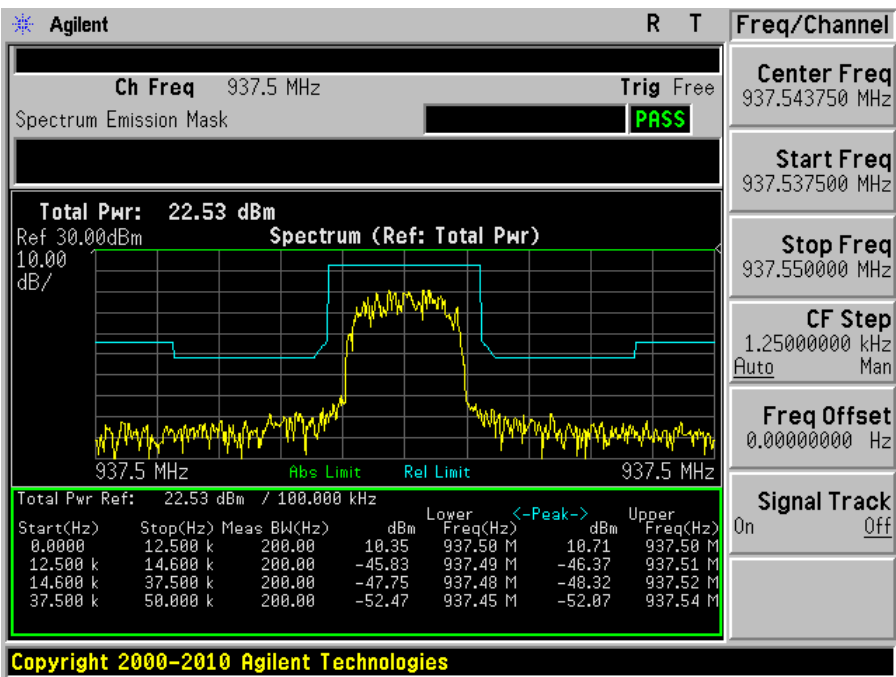 Agilent R T Freq/Channel
Ch Freq 937.5 MHz Trig Free
Spectrum Emission Mask PASS
Center Freq
937.543750 MHz
Start Freq
937.537500 MHz
Stop Freq
937.550000 MHz
CF Step
1.25000000 kHz
Auto Man
Freq Offset
0.00000000 Hz
Signal Track
On Off
Total Pwr: 22.53 dBm
Ref 30.00dBm Spectrum (Ref: Total Pwr)
10.00
dB/
937.5 MHz Abs Limit Rel Limit 937.5 MHz
Total Pwr Ref: 22.53 dBm / 100.000 kHz
Lower <-Peak-> Upper
Start(Hz) Stop(Hz) Meas BW(Hz) dBm Freq(Hz) dBm Freq(Hz)
0.0000 12.500 k 200.00 10.35 937.50 M 10.71 937.50 M
12.500 k 14.600 k 200.00 -45.83 937.49 M -46.37 937.51 M
14.600 k 37.500 k 200.00 -47.75 937.48 M -48.32 937.52 M
37.500 k 50.000 k 200.00 -52.47 937.45 M -52.07 937.54 M
Copyright 2000-2010 Agilent Technologies